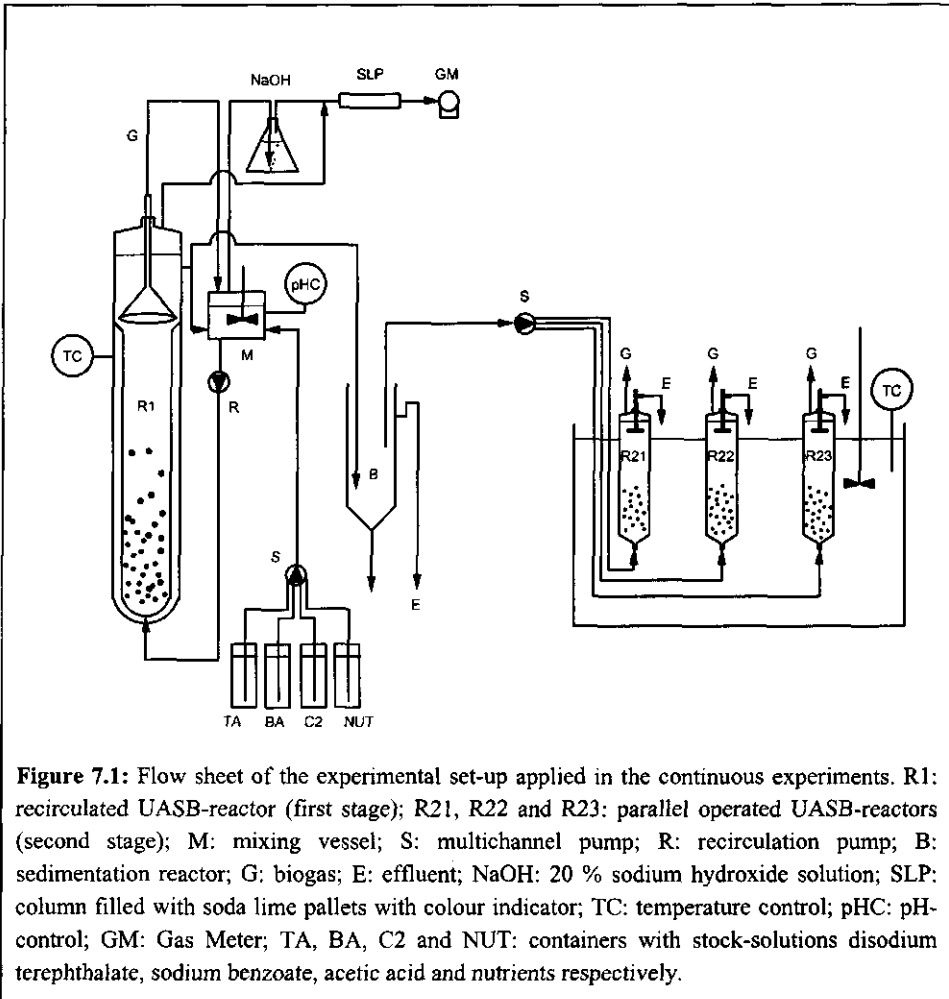 NaOH
SLP
GM
G
pHC
TC
M
R
R1
S
B
S
E
TA
BA
C2
NUT
G
E
G
E
G
E
TC
R21
R22
R23
Figure 7.1: Flow sheet of the experimental set-up applied in the continuous experiments. R1:
recirculated UASB-reactor (first stage); R21, R22 and R23: parallel operated UASB-reactors
(second stage); M: mixing vessel; S: multichannel pump; R: recirculation pump; B:
sedimentation reactor; G: biogas; E: effluent; NaOH: 20 % sodium hydroxide solution; SLP:
column filled with soda lime pallets with colour indicator; TC: temperature control; pHC: pH-
control; GM: Gas Meter; TA, BA, C2 and NUT: containers with stock-solutions disodium
terephthalate, sodium benzoate, acetic acid and nutrients respectively.